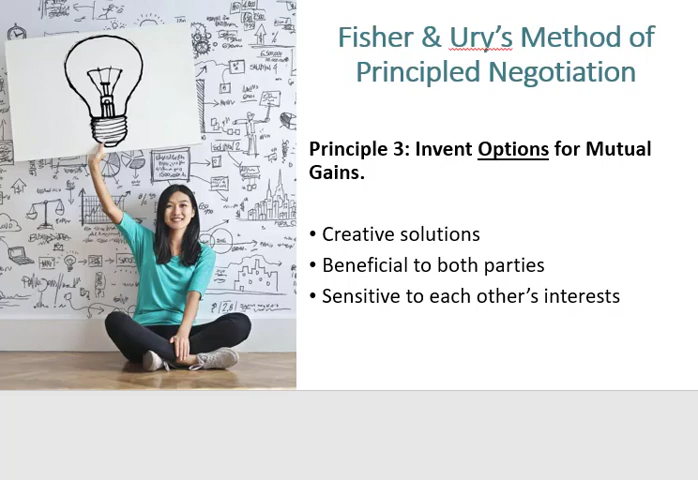 Fisher & Ury's Method of
Principled Negotiation
Principle 3: Invent Options for Mutual
Gains.
• Creative solutions
• Beneficial to both parties
• Sensitive to each other's interests